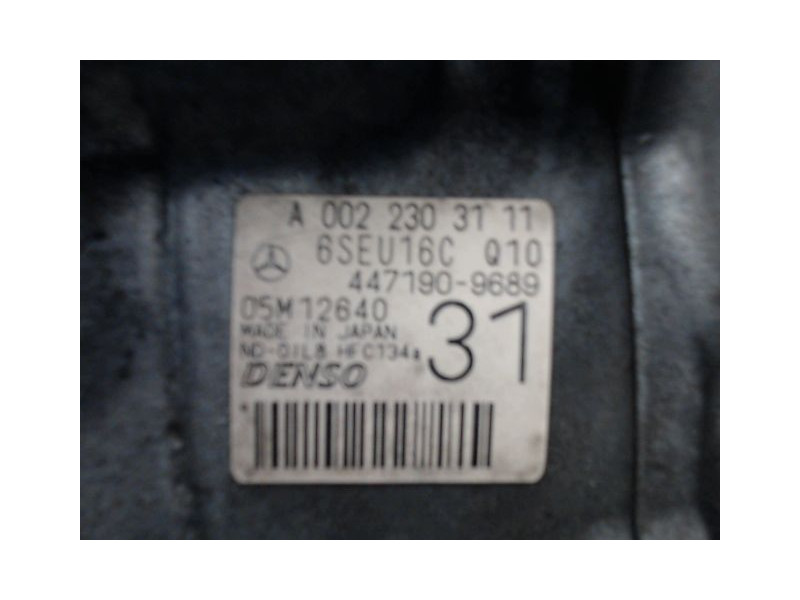 A 002 230 31 11
6SEU16C Q10
447190-9689
05M12640
MADE IN JAPAN
31
ND-OIL8 HFC134a
DENSO